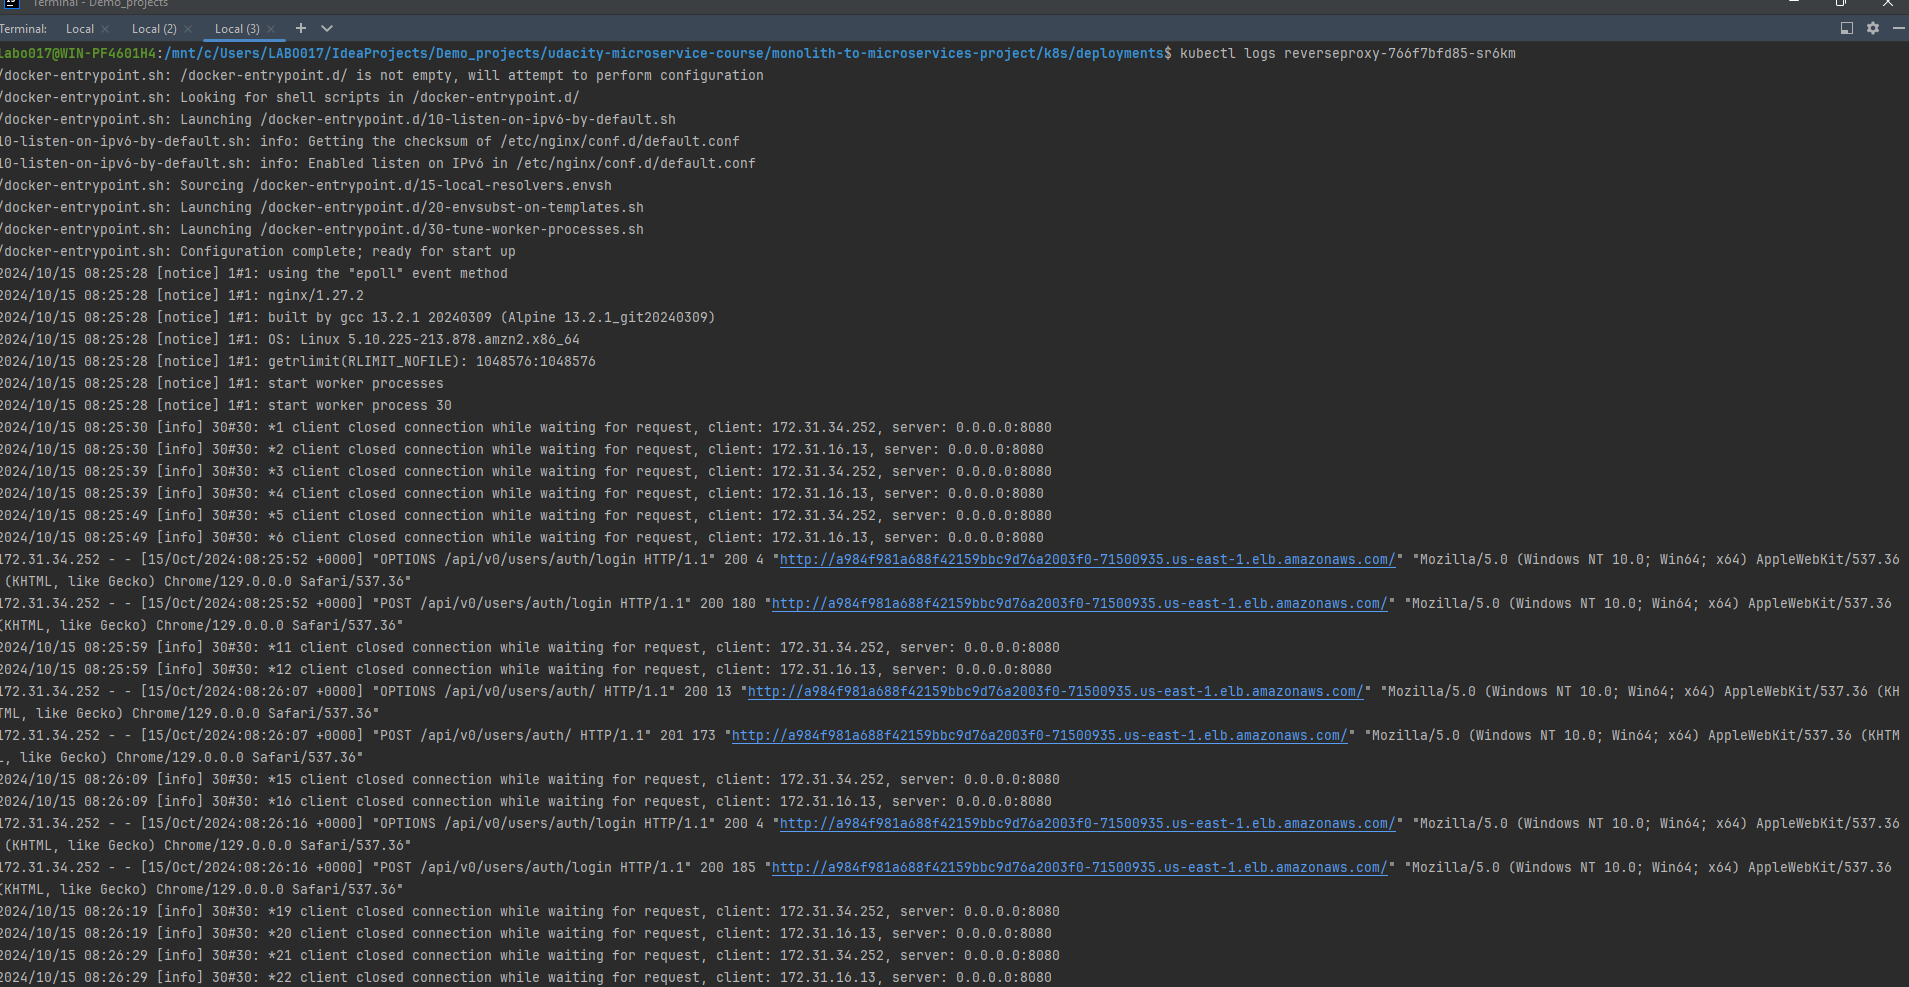 Terminal - Demo_projects
Terminal: Local Local (2) Local (3)
labo017@WIN-PF4601H4:/mnt/c/Users/LABO017/IdeaProjects/Demo_projects/udacity-microservice-course/monolith-to-microservices-project/k8s/deployments$ kubectl logs reverseproxy-766f7bfd85-sr6km
/docker-entrypoint.sh: /docker-entrypoint.d/ is not empty, will attempt to perform configuration
/docker-entrypoint.sh: Looking for shell scripts in /docker-entrypoint.d/
/docker-entrypoint.sh: Launching /docker-entrypoint.d/10-listen-on-ipv6-by-default.sh
10-listen-on-ipv6-by-default.sh: info: Getting the checksum of /etc/nginx/conf.d/default.conf
10-listen-on-ipv6-by-default.sh: info: Enabled listen on IPv6 in /etc/nginx/conf.d/default.conf
/docker-entrypoint.sh: Sourcing /docker-entrypoint.d/15-local-resolvers.envsh
/docker-entrypoint.sh: Launching /docker-entrypoint.d/20-envsubst-on-templates.sh
/docker-entrypoint.sh: Launching /docker-entrypoint.d/30-tune-worker-processes.sh
/docker-entrypoint.sh: Configuration complete; ready for start up
2024/10/15 08:25:28 [notice] 1#1: using the "epoll" event method
2024/10/15 08:25:28 [notice] 1#1: nginx/1.27.2
2024/10/15 08:25:28 [notice] 1#1: built by gcc 13.2.1 20240309 (Alpine 13.2.1_git20240309)
2024/10/15 08:25:28 [notice] 1#1: OS: Linux 5.10.225-213.878.amzn2.x86_64
2024/10/15 08:25:28 [notice] 1#1: getrlimit(RLIMIT_NOFILE): 1048576:1048576
2024/10/15 08:25:28 [notice] 1#1: start worker processes
2024/10/15 08:25:28 [notice] 1#1: start worker process 30
2024/10/15 08:25:30 [info] 30#30: *1 client closed connection while waiting for request, client: 172.31.34.252, server: 0.0.0.0:8080
2024/10/15 08:25:30 [info] 30#30: *2 client closed connection while waiting for request, client: 172.31.16.13, server: 0.0.0.0:8080
2024/10/15 08:25:39 [info] 30#30: *3 client closed connection while waiting for request, client: 172.31.34.252, server: 0.0.0.0:8080
2024/10/15 08:25:39 [info] 30#30: *4 client closed connection while waiting for request, client: 172.31.16.13, server: 0.0.0.0:8080
2024/10/15 08:25:49 [info] 30#30: *5 client closed connection while waiting for request, client: 172.31.34.252, server: 0.0.0.0:8080
2024/10/15 08:25:49 [info] 30#30: *6 client closed connection while waiting for request, client: 172.31.16.13, server: 0.0.0.0:8080
172.31.34.252 - - [15/Oct/2024:08:25:52 +0000] "OPTIONS /api/v0/users/auth/login HTTP/1.1" 200 4 "http://a984f981a688f42159bbc9d76a2003f0-71500935.us-east-1.elb.amazonaws.com/" "Mozilla/5.0 (Windows NT 10.0; Win64; x64) AppleWebKit/537.36
(KHTML, like Gecko) Chrome/129.0.0.0 Safari/537.36"
172.31.34.252 - - [15/Oct/2024:08:25:52 +0000] "POST /api/v0/users/auth/login HTTP/1.1" 200 180 "http://a984f981a688f42159bbc9d76a2003f0-71500935.us-east-1.elb.amazonaws.com/" "Mozilla/5.0 (Windows NT 10.0; Win64; x64) AppleWebKit/537.36
(KHTML, like Gecko) Chrome/129.0.0.0 Safari/537.36"
2024/10/15 08:25:59 [info] 30#30: *11 client closed connection while waiting for request, client: 172.31.34.252, server: 0.0.0.0:8080
2024/10/15 08:25:59 [info] 30#30: *12 client closed connection while waiting for request, client: 172.31.16.13, server: 0.0.0.0:8080
172.31.34.252 - - [15/Oct/2024:08:26:07 +0000] "OPTIONS /api/v0/users/auth/ HTTP/1.1" 200 13 "http://a984f981a688f42159bbc9d76a2003f0-71500935.us-east-1.elb.amazonaws.com/" "Mozilla/5.0 (Windows NT 10.0; Win64; x64) AppleWebKit/537.36 (KH
TML, like Gecko) Chrome/129.0.0.0 Safari/537.36"
172.31.34.252 - - [15/Oct/2024:08:26:07 +0000] "POST /api/v0/users/auth/ HTTP/1.1" 201 173 "http://a984f981a688f42159bbc9d76a2003f0-71500935.us-east-1.elb.amazonaws.com/" "Mozilla/5.0 (Windows NT 10.0; Win64; x64) AppleWebKit/537.36 (KHTM
L, like Gecko) Chrome/129.0.0.0 Safari/537.36"
2024/10/15 08:26:09 [info] 30#30: *15 client closed connection while waiting for request, client: 172.31.34.252, server: 0.0.0.0:8080
2024/10/15 08:26:09 [info] 30#30: *16 client closed connection while waiting for request, client: 172.31.16.13, server: 0.0.0.0:8080
172.31.34.252 - - [15/Oct/2024:08:26:16 +0000] "OPTIONS /api/v0/users/auth/login HTTP/1.1" 200 4 "http://a984f981a688f42159bbc9d76a2003f0-71500935.us-east-1.elb.amazonaws.com/" "Mozilla/5.0 (Windows NT 10.0; Win64; x64) AppleWebKit/537.36
(KHTML, like Gecko) Chrome/129.0.0.0 Safari/537.36"
172.31.34.252 - - [15/Oct/2024:08:26:16 +0000] "POST /api/v0/users/auth/login HTTP/1.1" 200 185 "http://a984f981a688f42159bbc9d76a2003f0-71500935.us-east-1.elb.amazonaws.com/" "Mozilla/5.0 (Windows NT 10.0; Win64; x64) AppleWebKit/537.36
(KHTML, like Gecko) Chrome/129.0.0.0 Safari/537.36"
2024/10/15 08:26:19 [info] 30#30: *19 client closed connection while waiting for request, client: 172.31.34.252, server: 0.0.0.0:8080
2024/10/15 08:26:19 [info] 30#30: *20 client closed connection while waiting for request, client: 172.31.16.13, server: 0.0.0.0:8080
2024/10/15 08:26:29 [info] 30#30: *21 client closed connection while waiting for request, client: 172.31.34.252, server: 0.0.0.0:8080
2024/10/15 08:26:29 [info] 30#30: *22 client closed connection while waiting for request, client: 172.31.16.13, server: 0.0.0.0:8080